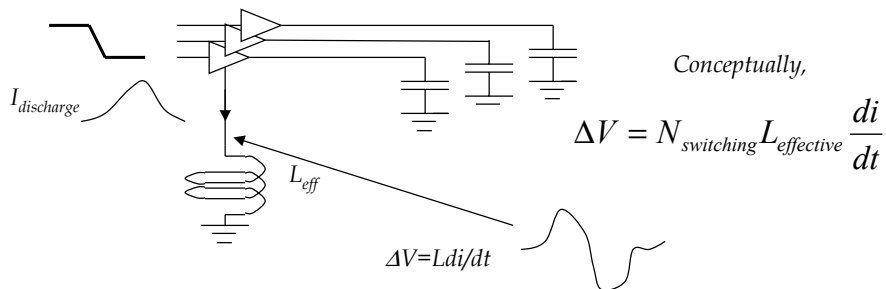 I_discharge
L_eff
ΔV=Ldi/dt
Conceptually,
ΔV = N_switching L_effective di/dt